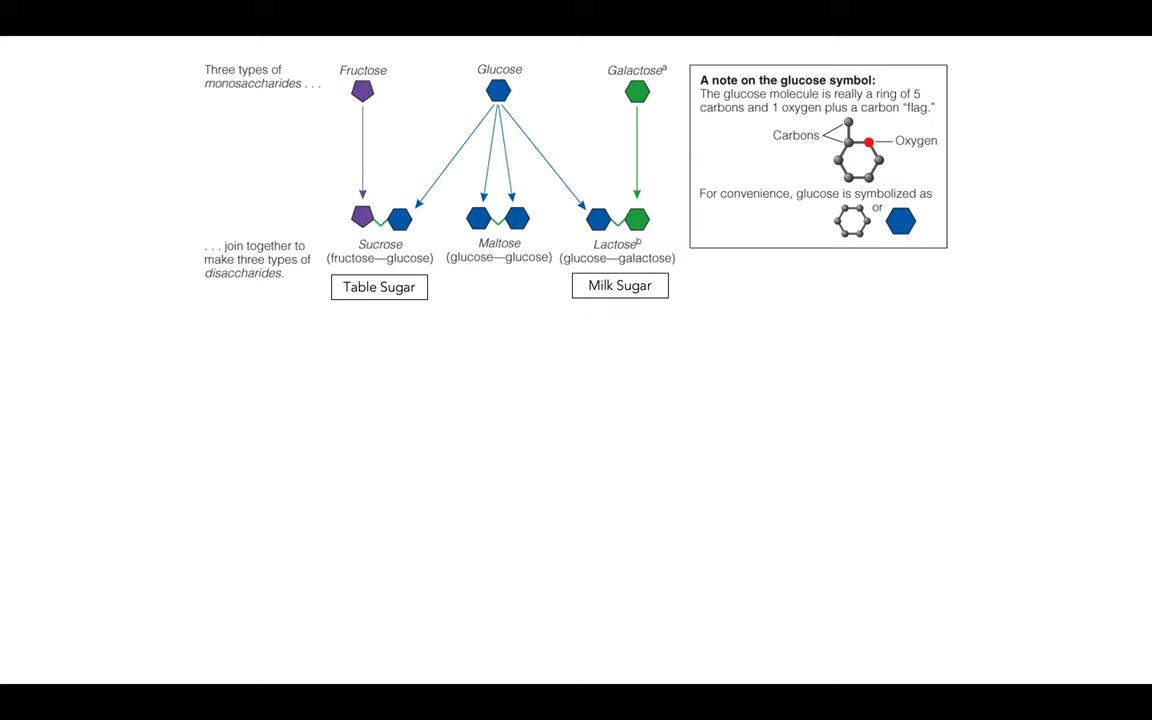 Three types of
monosaccharides . . .
Fructose
Glucose
Galactoseᵃ
. . . join together to
make three types of
disaccharides.
Sucrose
(fructose—glucose)
Table Sugar
Maltose
(glucose—glucose)
Lactoseᵇ
(glucose—galactose)
Milk Sugar
A note on the glucose symbol:
The glucose molecule is really a ring of 5
carbons and 1 oxygen plus a carbon “flag.”
Carbons
Oxygen
For convenience, glucose is symbolized as
or